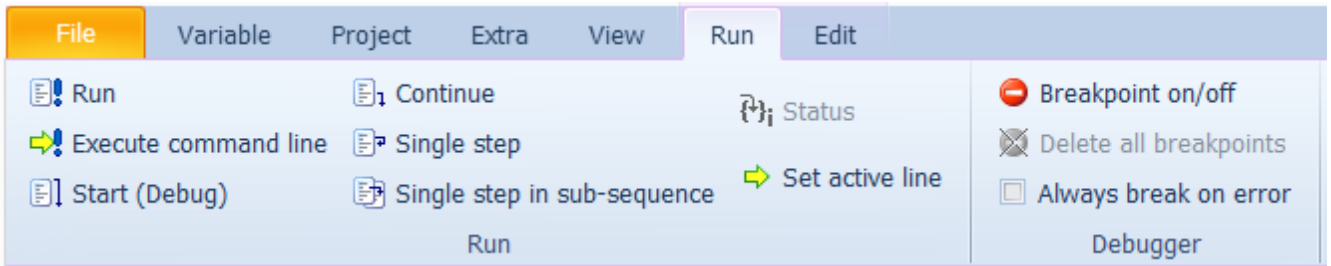 File Variable Project Extra View Run Edit
Run
Execute command line
Start (Debug)
Continue
Single step
Single step in sub-sequence
Status
Set active line
Run
Breakpoint on/off
Delete all breakpoints
Always break on error
Debugger